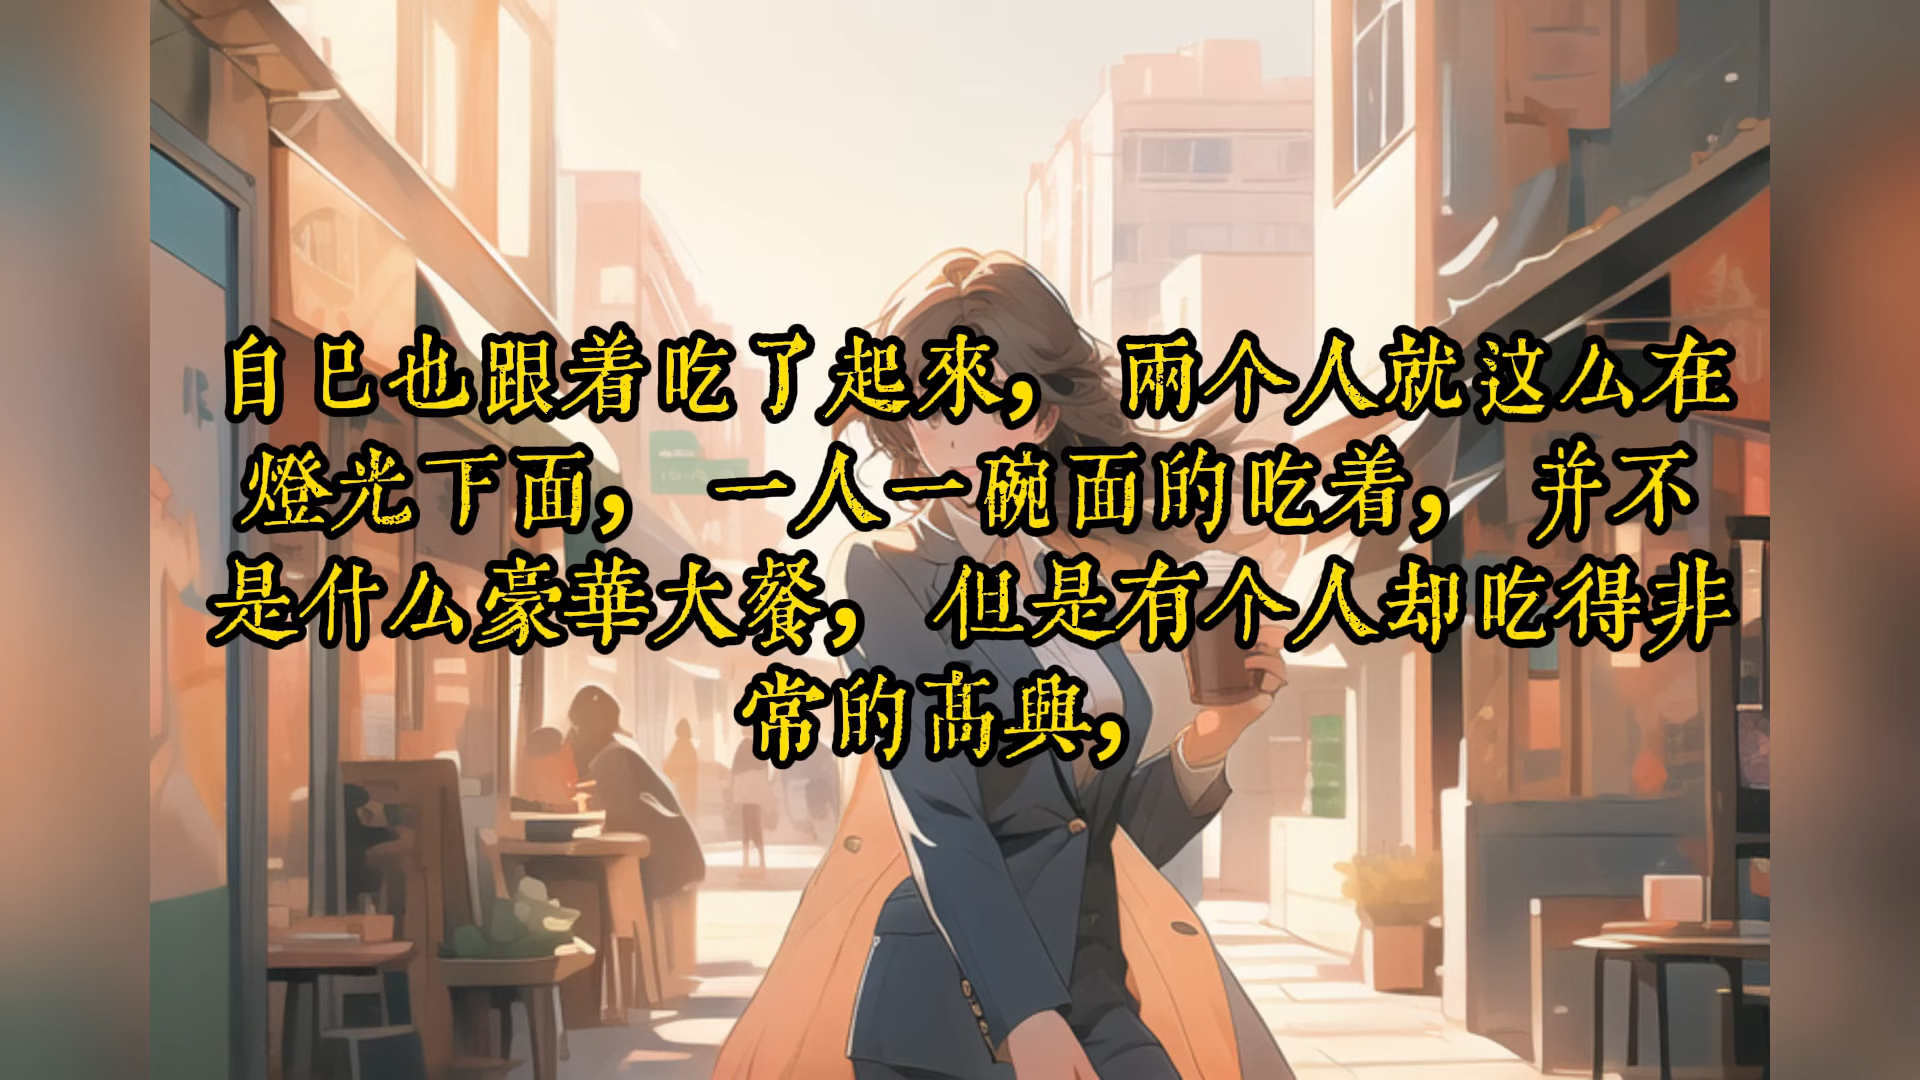 自已也跟着吃了起來，兩个人就这么在
燈光下面，一人一碗面的吃着，并不
是什么豪華大餐，但是有个人却吃得非
常的高興，